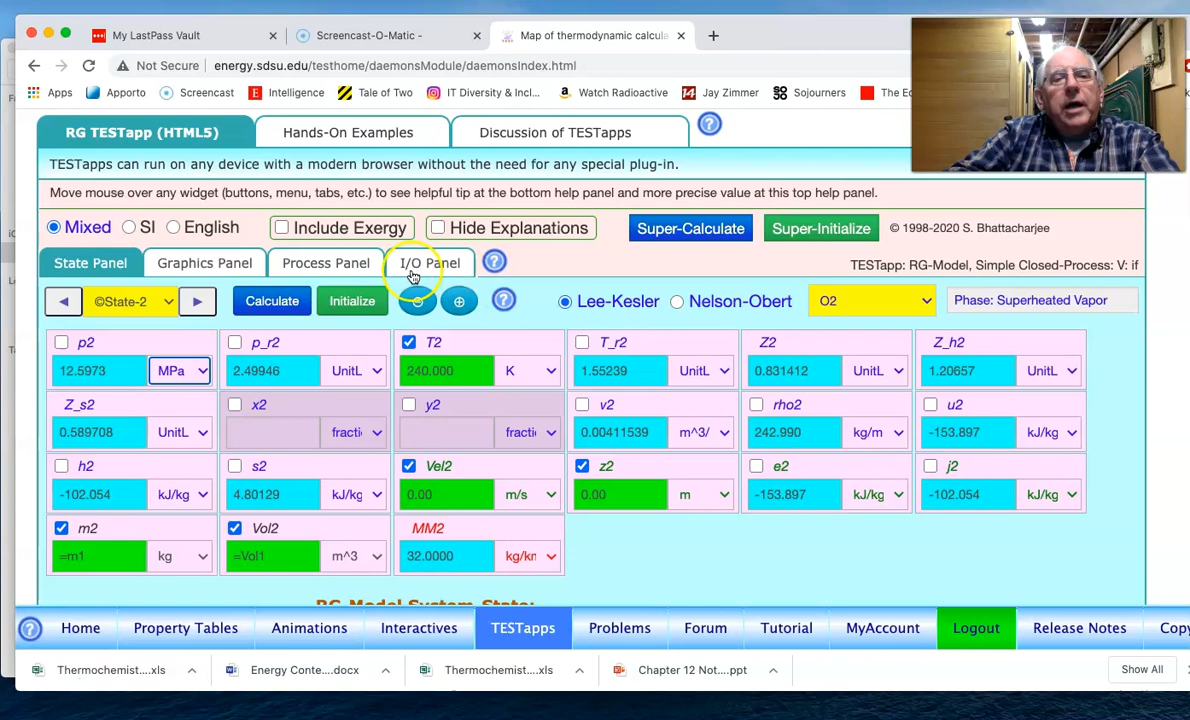 My LastPass Vault
Screencast-O-Matic -
Map of thermodynamic calcula
Not Secure energy.sdsu.edu/testhome/daemonsModule/daemonsIndex.html
Apps Apporto Screencast Intelligence Tale of Two IT Diversity & Incl... Watch Radioactive Jay Zimmer Sojourners The Ec
RG TESTapp (HTML5) Hands-On Examples Discussion of TESTapps ?
TESTapps can run on any device with a modern browser without the need for any special plug-in.
Move mouse over any widget (buttons, menu, tabs, etc.) to see helpful tip at the bottom help panel and more precise value at this top help panel.
Mixed SI English Include Exergy Hide Explanations Super-Calculate Super-Initialize © 1998-2020 S. Bhattacharjee
State Panel Graphics Panel Process Panel I/O Panel ? TESTapp: RG-Model, Simple Closed-Process: V: if
©State-2 Calculate Initialize ? Lee-Kesler Nelson-Obert O2 Phase: Superheated Vapor
p2 p_r2 T2 T_r2 Z2 Z_h2
12.5973 MPa 2.49946 UnitL 240.000 K 1.55239 UnitL 0.831412 UnitL 1.20657 UnitL
Z_s2 x2 y2 v2 rho2 u2
0.589708 UnitL fracti fracti 0.00411539 m^3/ 242.990 kg/m -153.897 kJ/kg
h2 s2 Vel2 z2 e2 j2
-102.054 kJ/kg 4.80129 kJ/kg 0.00 m/s 0.00 m -153.897 kJ/kg -102.054 kJ/kg
m2 Vol2 MM2
=m1 kg =Vol1 m^3 32.0000 kg/kn
RG-Model System State:
? Home Property Tables Animations Interactives TESTapps Problems Forum Tutorial MyAccount Logout Release Notes Copy
Thermochemist....xls Energy Conte....docx Thermochemist....xls Chapter 12 Not....ppt Show All